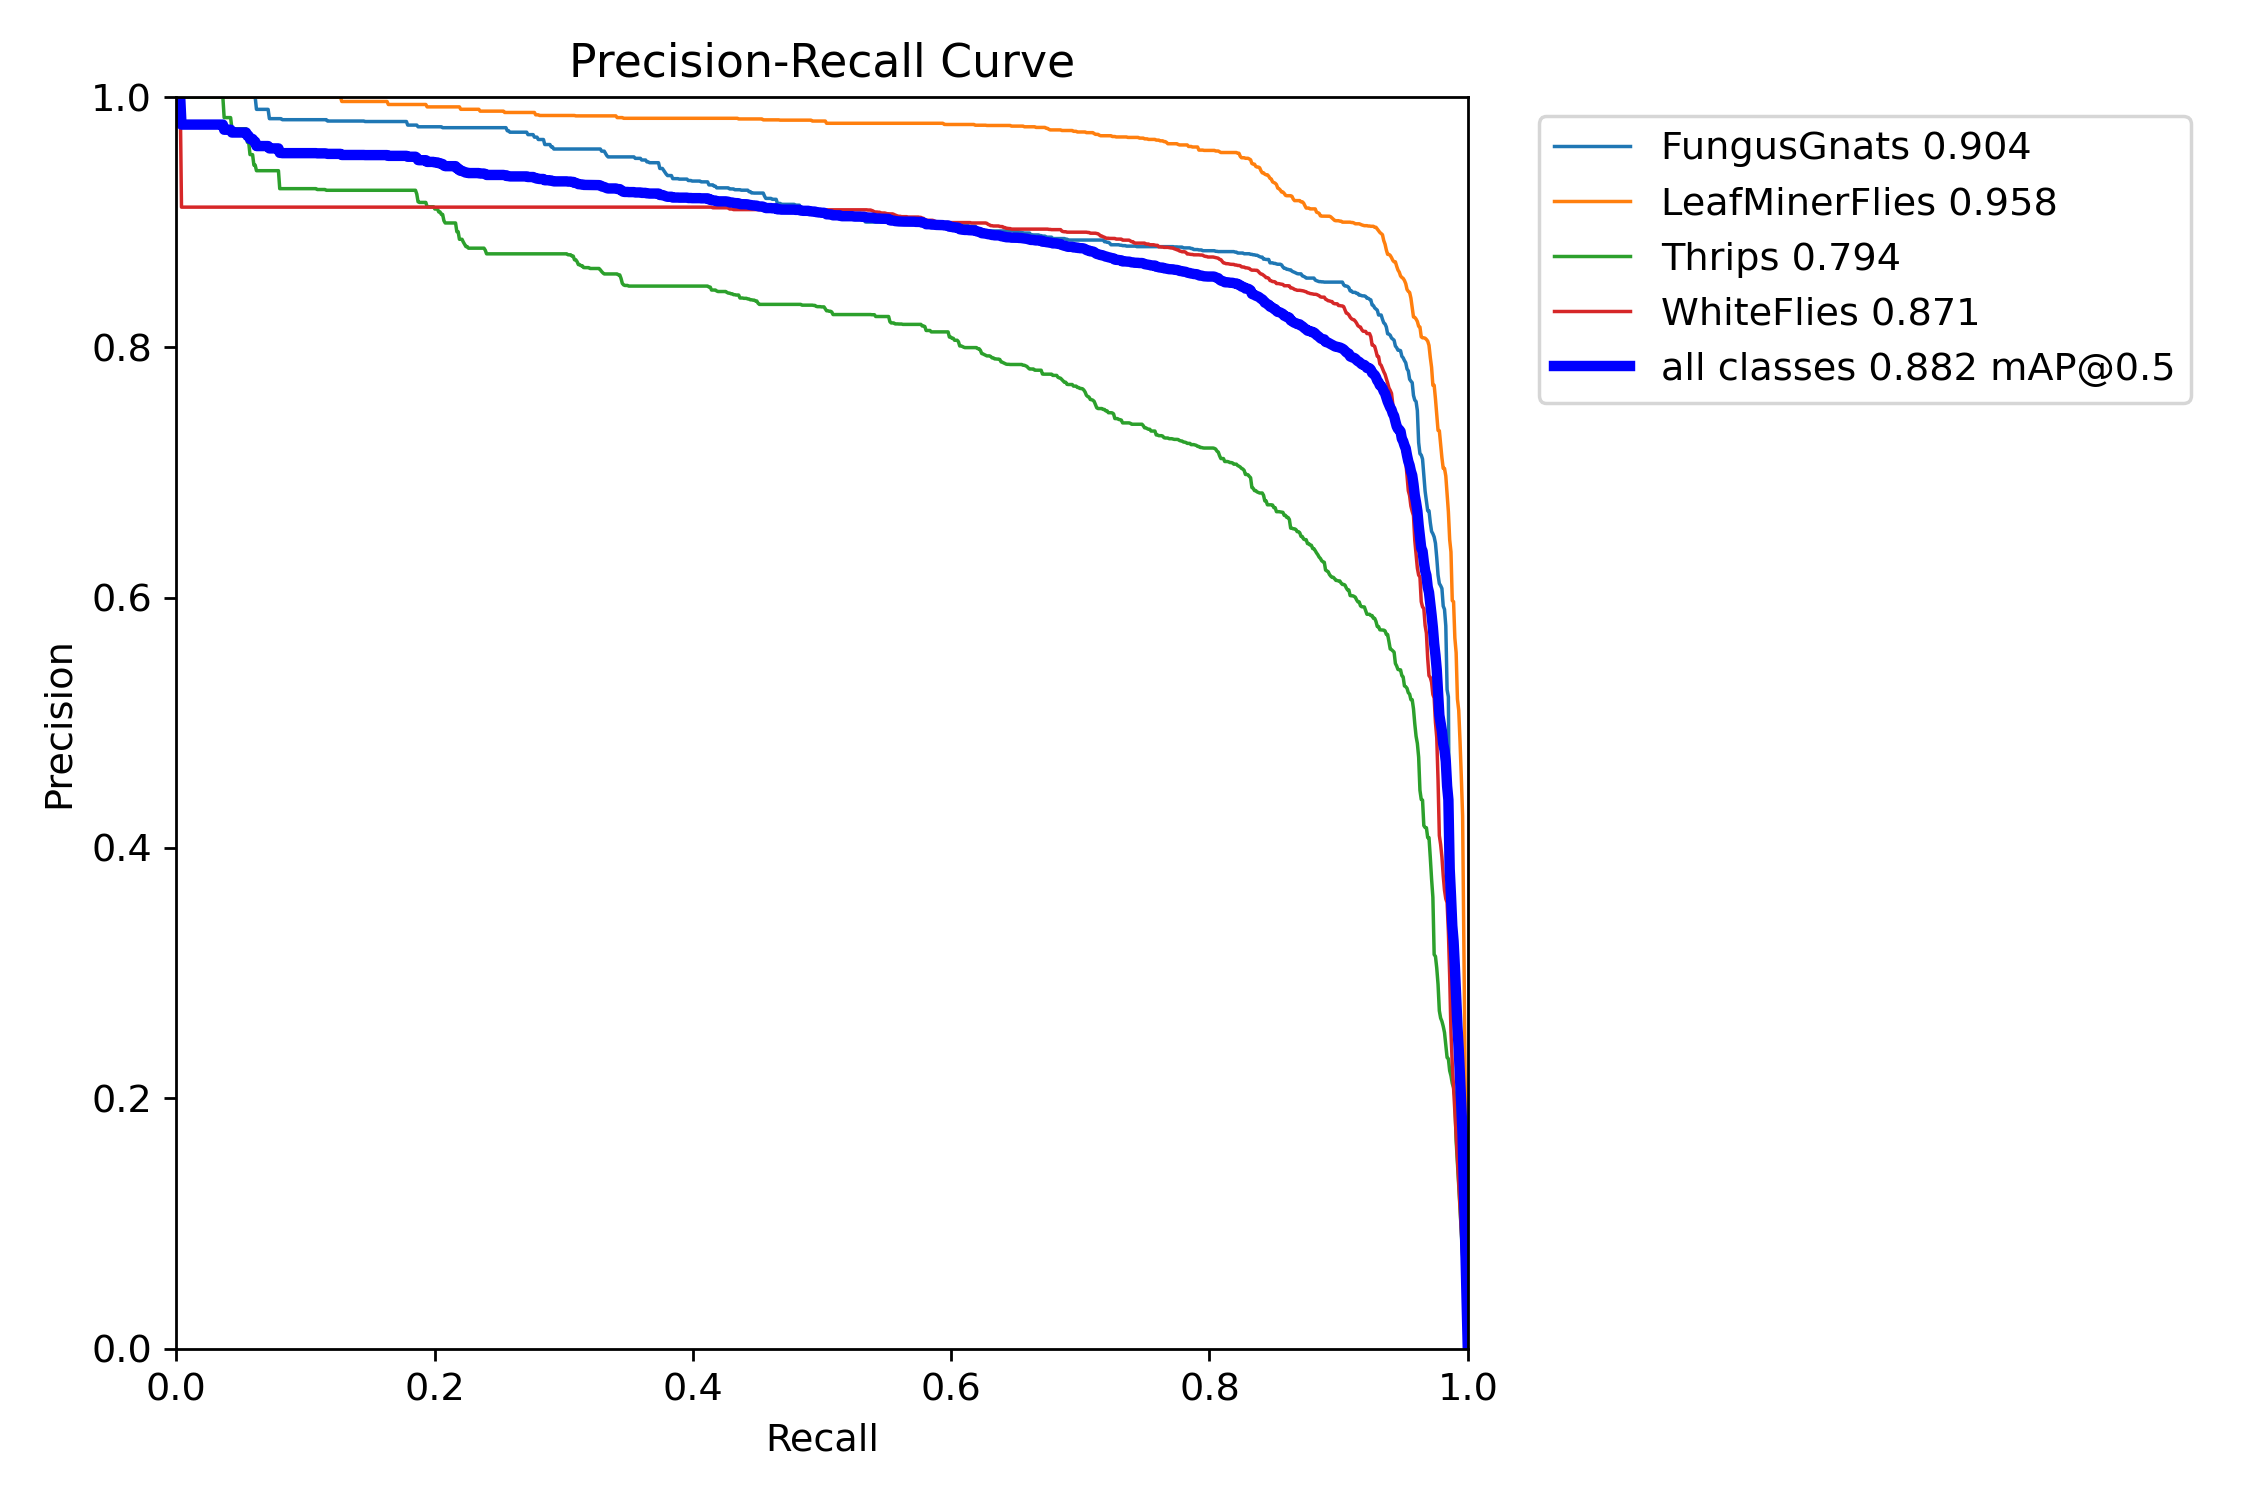 Precision-Recall Curve
1.0
0.8
0.6
0.4
0.2
0.0
Precision
0.0 0.2 0.4 0.6 0.8 1.0
Recall
FungusGnats 0.904
LeafMinerFlies 0.958
Thrips 0.794
WhiteFlies 0.871
all classes 0.882 mAP@0.5